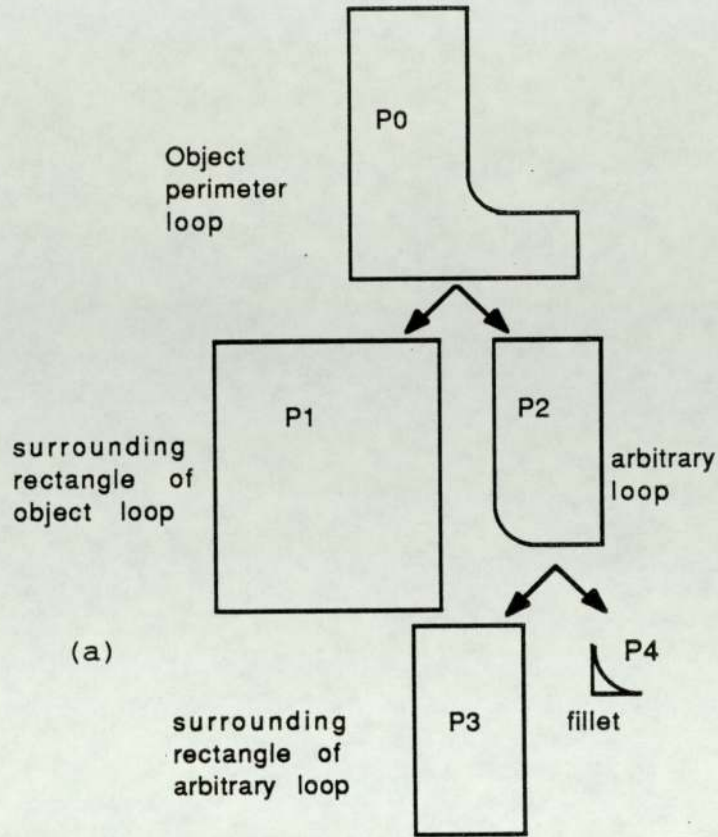 P0
Object
perimeter
loop
P1
P2
surrounding
rectangle of
object loop
arbitrary
loop
(a)
P4
P3
fillet
surrounding
rectangle of
arbitrary loop